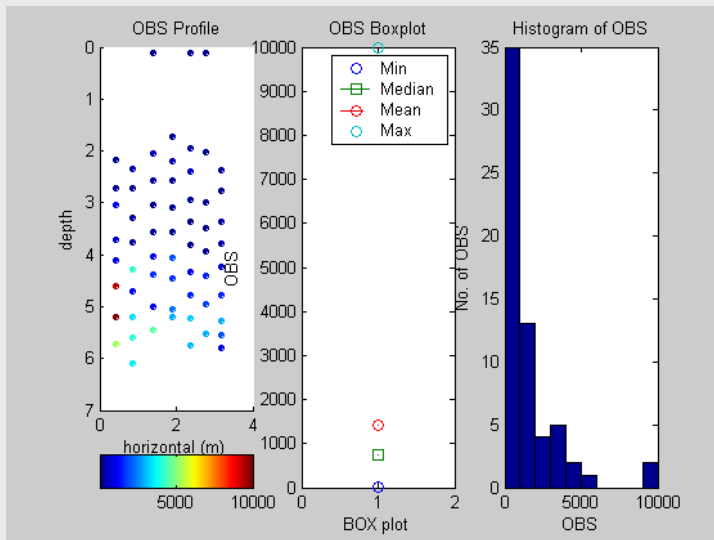 OBS Profile
0
1
2
3
4
5
6
7
depth
0
2
4
horizontal (m)
5000
10000
OBS Boxplot
10000
9000
8000
7000
6000
5000
4000
3000
2000
1000
0
OBS
Min
Median
Mean
Max
0
1
2
BOX plot
Histogram of OBS
35
30
25
20
15
10
5
0
No. of OBS
0
5000
10000
OBS